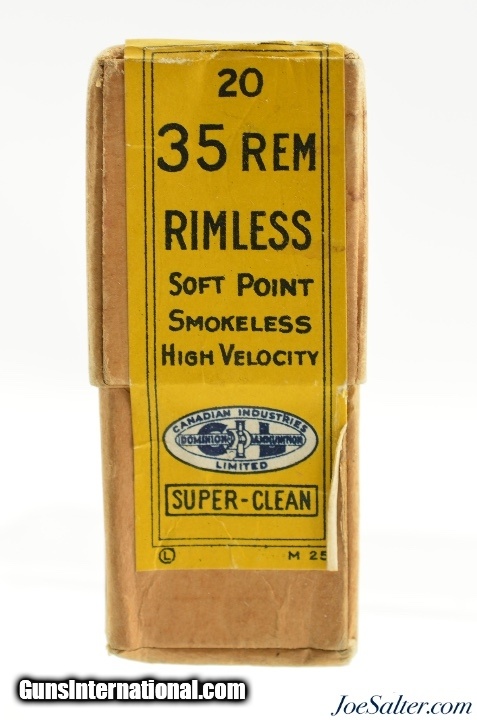 20
35 REM
RIMLESS
SOFT POINT
SMOKELESS
HIGH VELOCITY
CANADIAN INDUSTRIES
DOMINION AMMUNITION
CIL
LIMITED
SUPER-CLEAN
L M 25
GunsInternational.com
JoeSalter.com